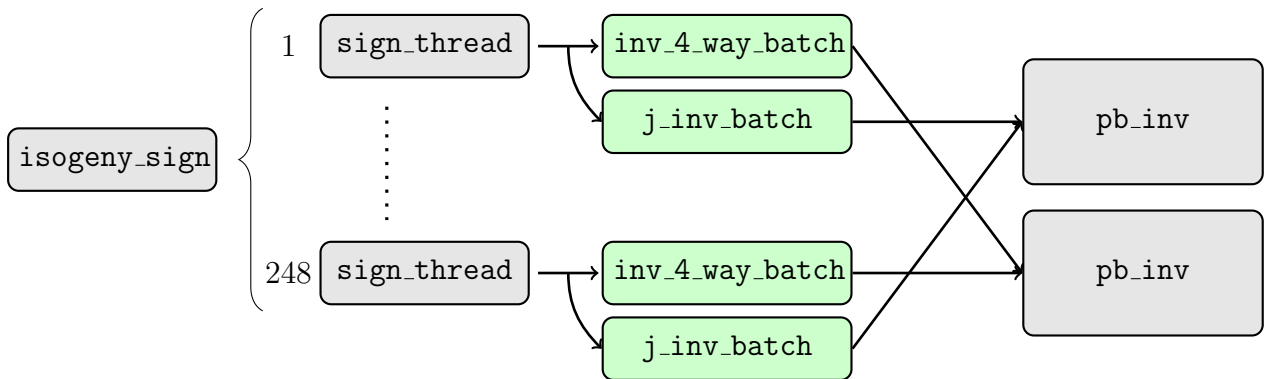 isogeny_sign
1
sign_thread
inv_4_way_batch
j_inv_batch
pb_inv
248
sign_thread
inv_4_way_batch
j_inv_batch
pb_inv